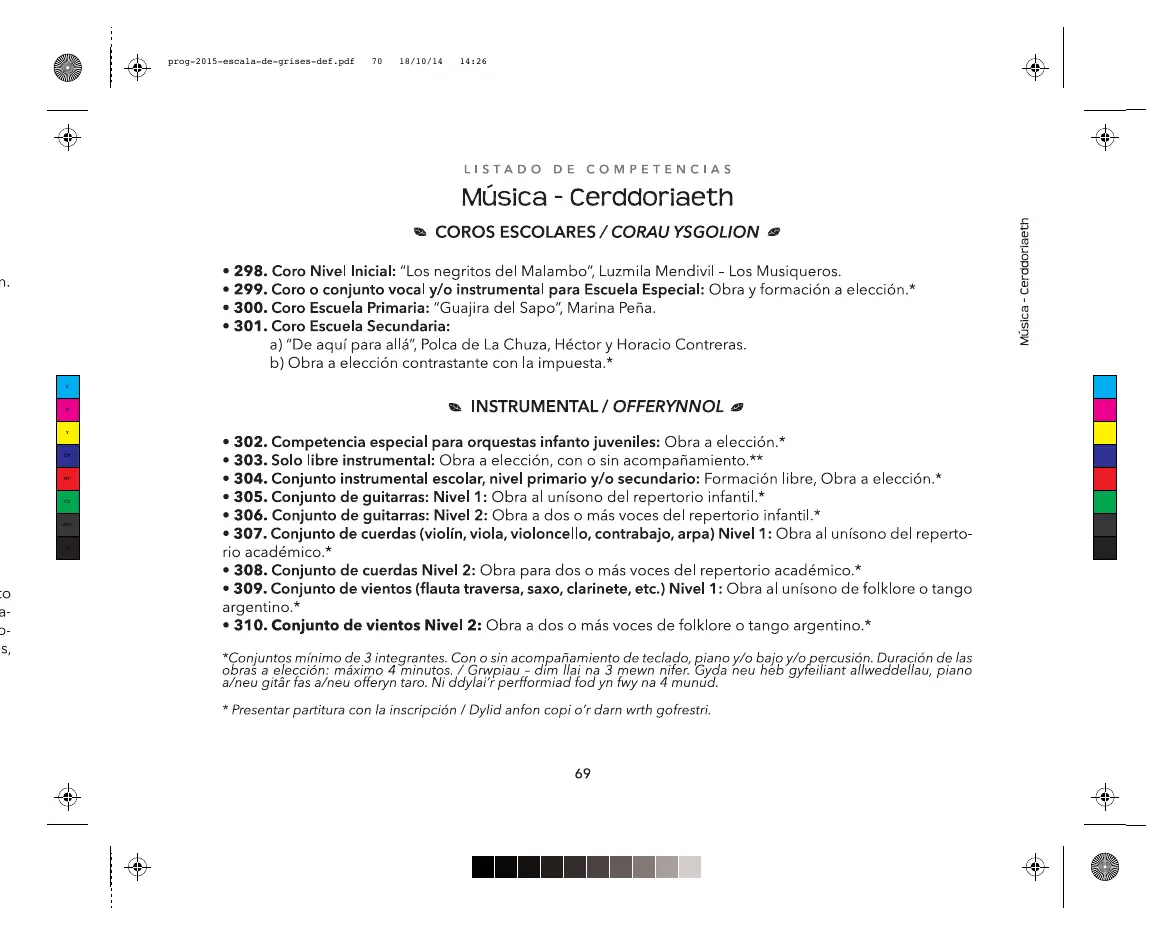 prog-2015-escala-de-grises-def.pdf 70 18/10/14 14:26
LISTADO DE COMPETENCIAS
Música - Cerddoriaeth
COROS ESCOLARES / CORAU YSGOLION
• 298. Coro Nivel Inicial: “Los negritos del Malambo”, Luzmila Mendivil – Los Musiqueros.
• 299. Coro o conjunto vocal y/o instrumental para Escuela Especial: Obra y formación a elección.*
• 300. Coro Escuela Primaria: “Guajira del Sapo”, Marina Peña.
• 301. Coro Escuela Secundaria:
a) “De aquí para allá”, Polca de La Chuza, Héctor y Horacio Contreras.
b) Obra a elección contrastante con la impuesta.*
INSTRUMENTAL / OFFERYNNOL
• 302. Competencia especial para orquestas infanto juveniles: Obra a elección.*
• 303. Solo libre instrumental: Obra a elección, con o sin acompañamiento.**
• 304. Conjunto instrumental escolar, nivel primario y/o secundario: Formación libre, Obra a elección.*
• 305. Conjunto de guitarras: Nivel 1: Obra al unísono del repertorio infantil.*
• 306. Conjunto de guitarras: Nivel 2: Obra a dos o más voces del repertorio infantil.*
• 307. Conjunto de cuerdas (violín, viola, violoncello, contrabajo, arpa) Nivel 1: Obra al unísono del reperto-
rio académico.*
• 308. Conjunto de cuerdas Nivel 2: Obra para dos o más voces del repertorio académico.*
• 309. Conjunto de vientos (flauta traversa, saxo, clarinete, etc.) Nivel 1: Obra al unísono de folklore o tango
argentino.*
• 310. Conjunto de vientos Nivel 2: Obra a dos o más voces de folklore o tango argentino.*
*Conjuntos mínimo de 3 integrantes. Con o sin acompañamiento de teclado, piano y/o bajo y/o percusión. Duración de las
obras a elección: máximo 4 minutos. / Grwpiau – dim llai na 3 mewn nifer. Gyda neu heb gyfeiliant allweddellau, piano
a/neu gitâr fas a/neu offeryn taro. Ni ddylai’r perfformiad fod yn fwy na 4 munud.
* Presentar partitura con la inscripción / Dylid anfon copi o’r darn wrth gofrestri.
69
Música - Cerddoriaeth
n.
to
a-
o-
s,